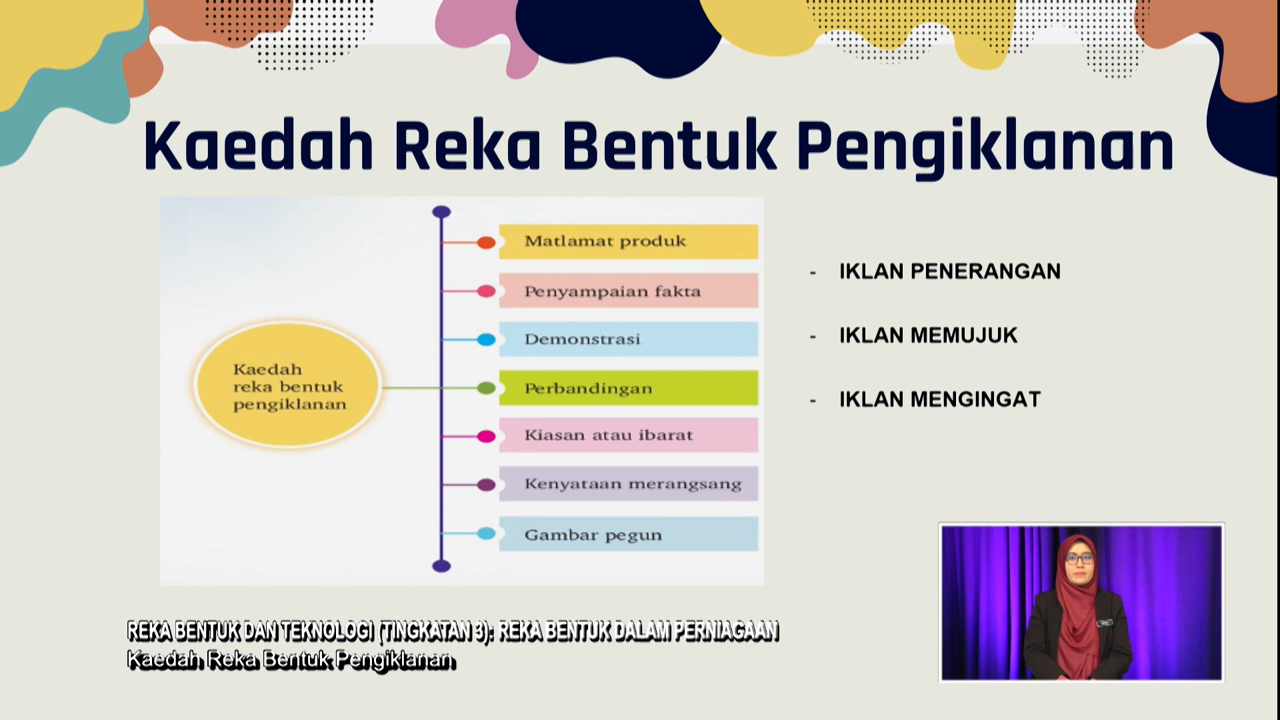 Kaedah Reka Bentuk Pengiklanan
Kaedah
reka bentuk
pengiklanan
Matlamat produk
Penyampaian fakta
Demonstrasi
Perbandingan
Kiasan atau ibarat
Kenyataan merangsang
Gambar pegun
- IKLAN PENERANGAN
- IKLAN MEMUJUK
- IKLAN MENGINGAT
REKA BENTUK DAN TEKNOLOGI (TINGKATAN 3): REKA BENTUK DALAM PERNIAGAAN
Kaedah Reka Bentuk Pengiklanan